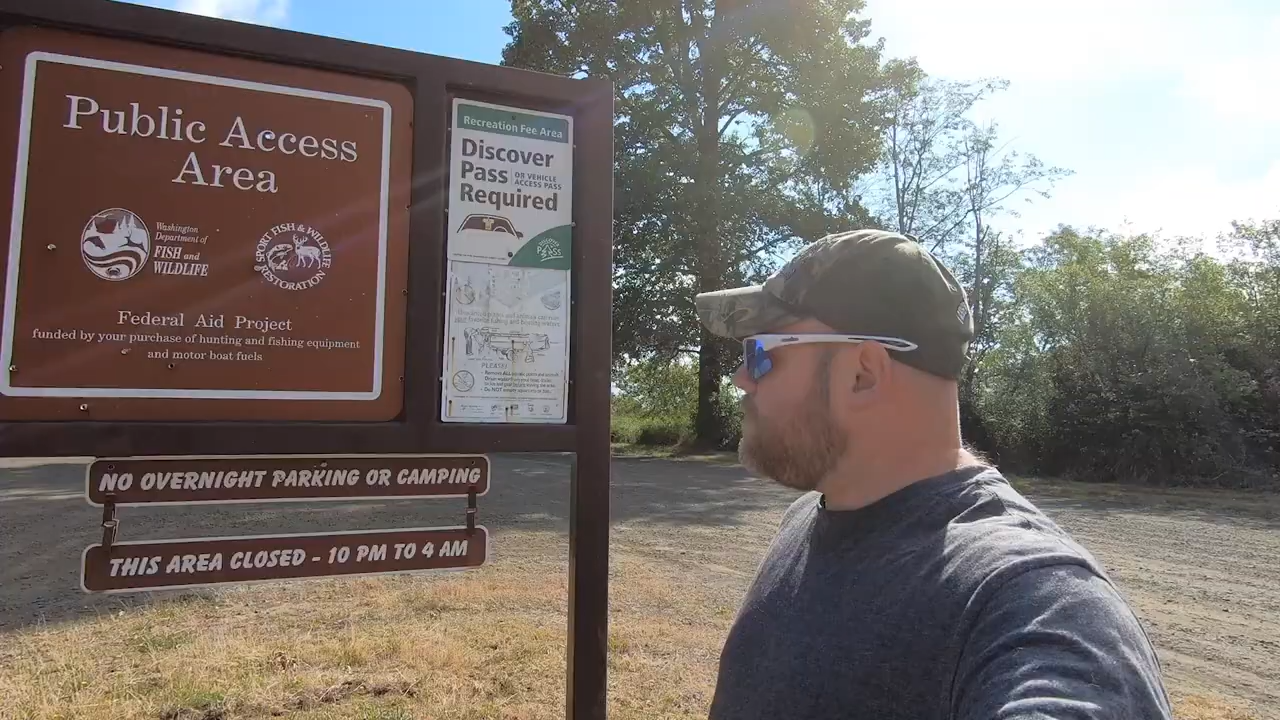 Public Access
Area
Washington
Department of
FISH and
WILDLIFE
SPORT FISH & WILDLIFE
RESTORATION
Federal Aid Project
funded by your purchase of hunting and fishing equipment
and motor boat fuels
Recreation Fee Area
Discover
Pass OR VEHICLE
ACCESS PASS
Required
PLEASE
NO OVERNIGHT PARKING OR CAMPING
THIS AREA CLOSED - 10 PM TO 4 AM